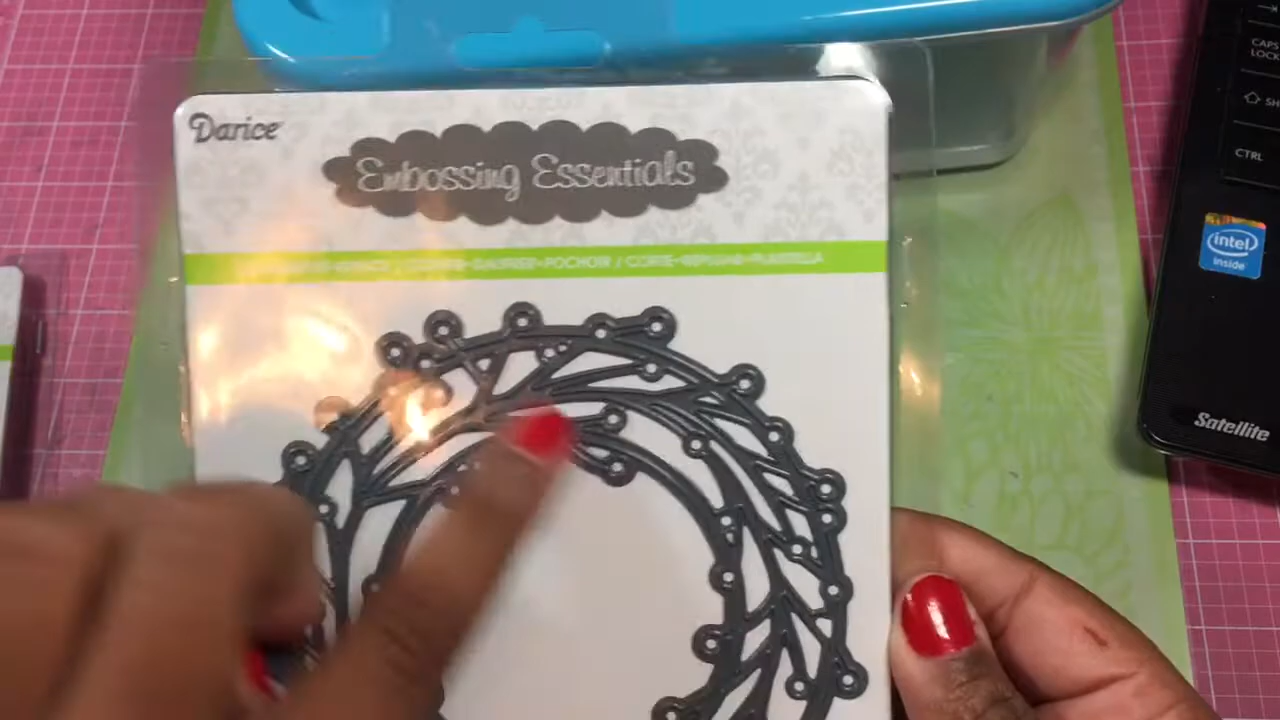 Darice
Embossing Essentials
CAPS
LOCK
CTRL
intel
inside
Satellite